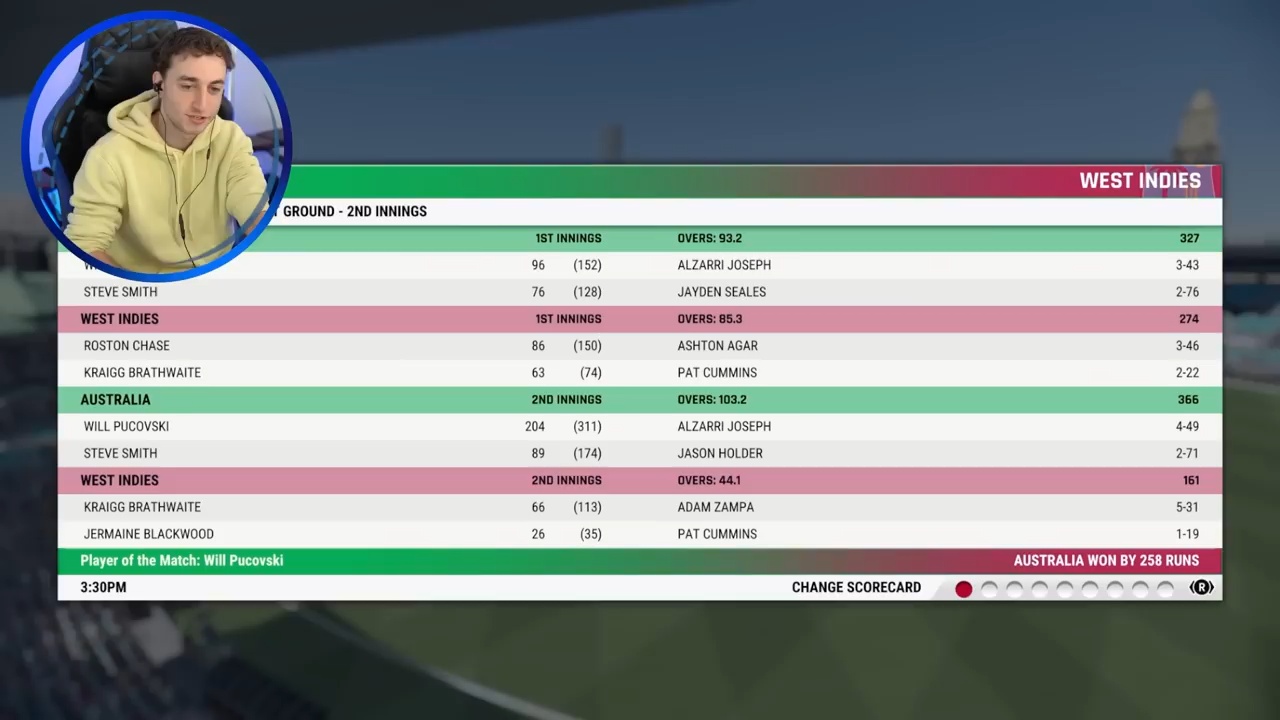 WEST INDIES
GROUND - 2ND INNINGS
1ST INNINGS OVERS: 93.2 327
96 (152) ALZARRI JOSEPH 3-43
STEVE SMITH 76 (128) JAYDEN SEALES 2-76
WEST INDIES 1ST INNINGS OVERS: 85.3 274
ROSTON CHASE 86 (150) ASHTON AGAR 3-46
KRAIGG BRATHWAITE 63 (74) PAT CUMMINS 2-22
AUSTRALIA 2ND INNINGS OVERS: 103.2 366
WILL PUCOVSKI 204 (311) ALZARRI JOSEPH 4-49
STEVE SMITH 89 (174) JASON HOLDER 2-71
WEST INDIES 2ND INNINGS OVERS: 44.1 161
KRAIGG BRATHWAITE 66 (113) ADAM ZAMPA 5-31
JERMAINE BLACKWOOD 26 (35) PAT CUMMINS 1-19
Player of the Match: Will Pucovski AUSTRALIA WON BY 258 RUNS
3:30PM CHANGE SCORECARD R